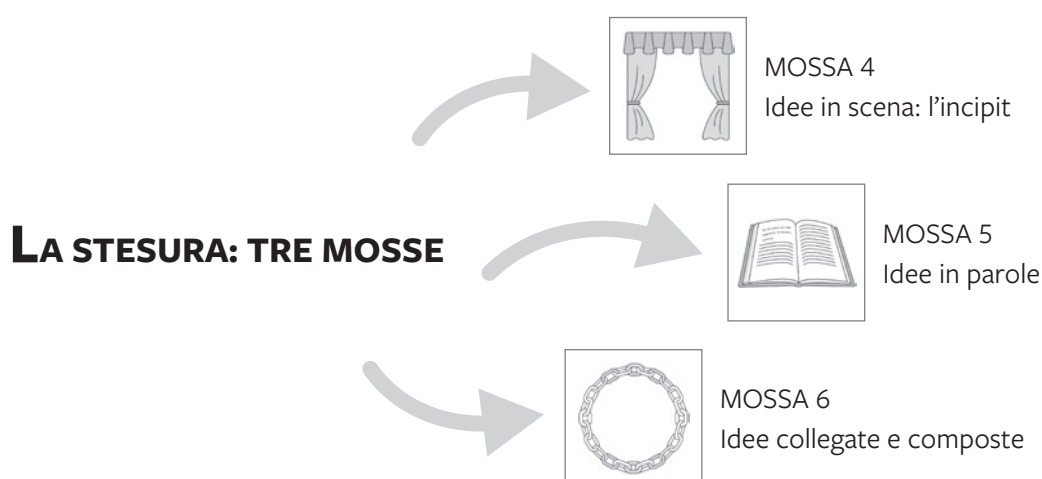 MOSSA 4
Idee in scena: l'incipit
LA STESURA: TRE MOSSE
MOSSA 5
Idee in parole
MOSSA 6
Idee collegate e composte